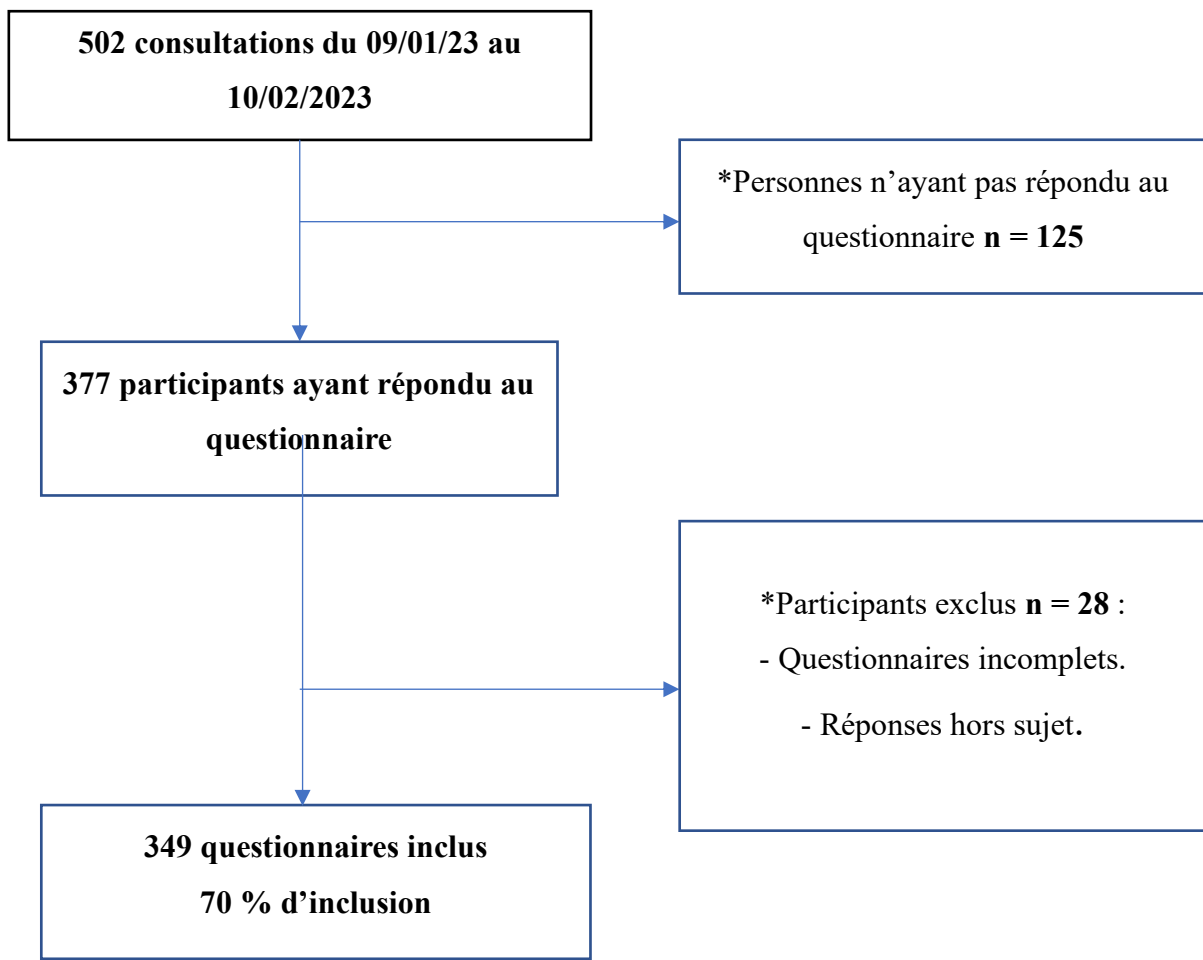 502 consultations du 09/01/23 au
10/02/2023
*Personnes n’ayant pas répondu au
questionnaire n = 125
377 participants ayant répondu au
questionnaire
*Participants exclus n = 28 :
- Questionnaires incomplets.
- Réponses hors sujet.
349 questionnaires inclus
70 % d’inclusion